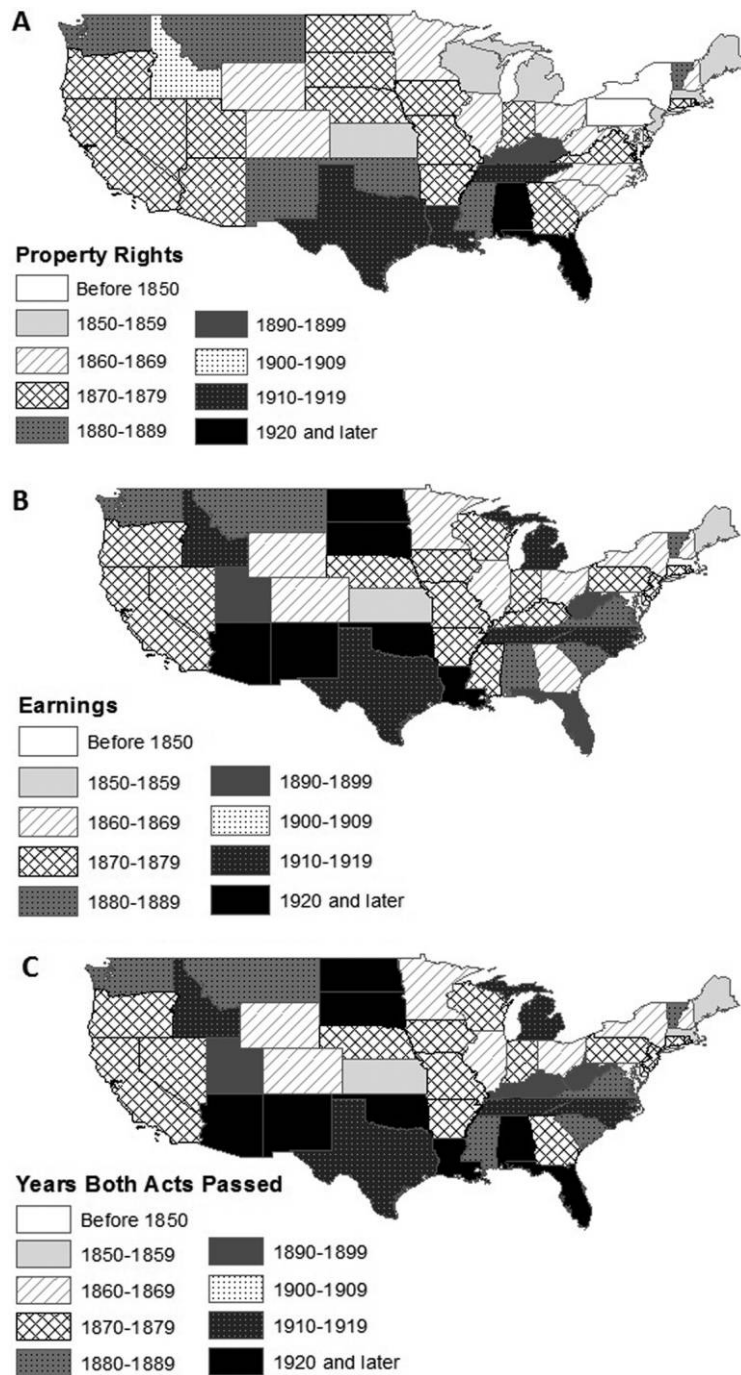 A
Property Rights
Before 1850
1850-1859
1890-1899
1860-1869
1900-1909
1870-1879
1910-1919
1880-1889
1920 and later
B
Earnings
Before 1850
1850-1859
1890-1899
1860-1869
1900-1909
1870-1879
1910-1919
1880-1889
1920 and later
C
Years Both Acts Passed
Before 1850
1850-1859
1890-1899
1860-1869
1900-1909
1870-1879
1910-1919
1880-1889
1920 and later